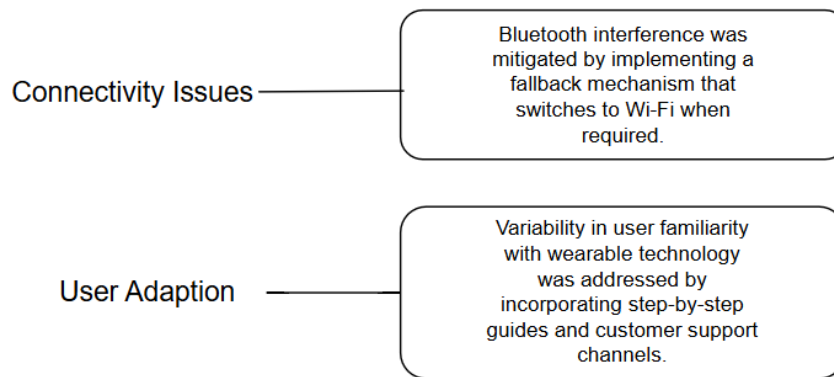 Connectivity Issues
Bluetooth interference was
mitigated by implementing a
fallback mechanism that
switches to Wi-Fi when
required.
User Adaption
Variability in user familiarity
with wearable technology
was addressed by
incorporating step-by-step
guides and customer support
channels.